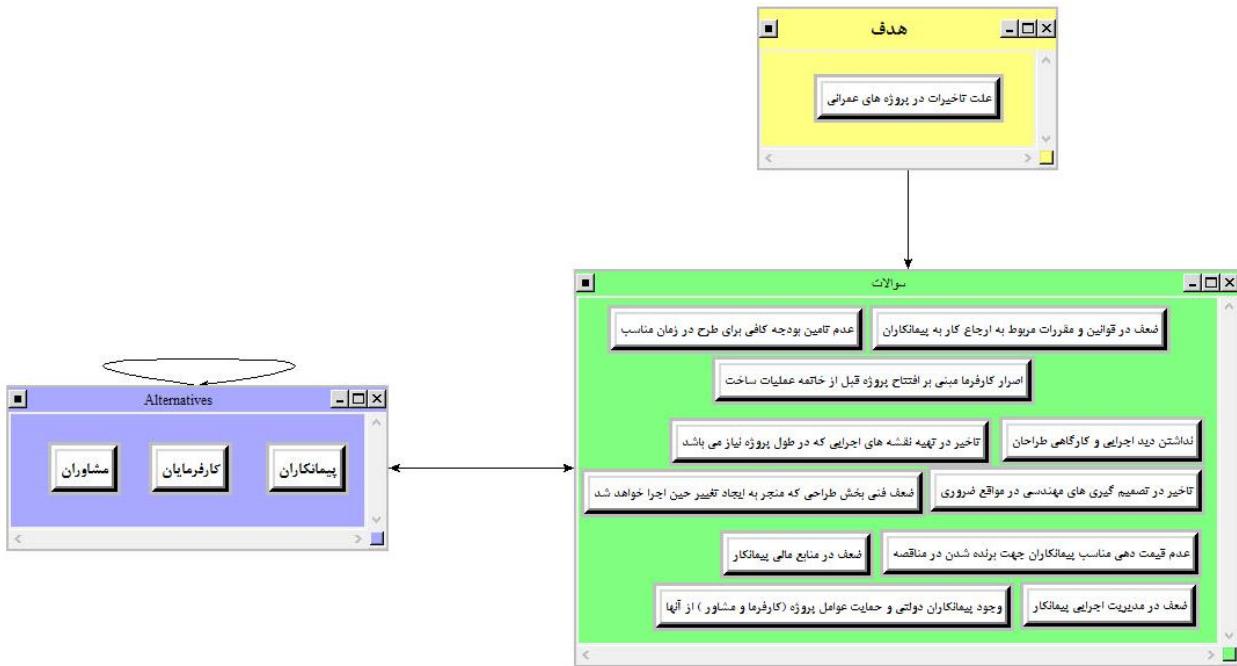 هدف
علت تاخیرات در پروژه های عمرانی
سوالات
ضعف در قوانین و مقررات مربوط به ارجاع کار به پیمانکاران
عدم تامین بودجه کافی برای طرح در زمان مناسب
اصرار کارفرما مبنی بر افتتاح پروژه قبل از خاتمه عملیات ساخت
نداشتن دید اجرایی و کارگاهی طراحان
تاخیر در تهیه نقشه های اجرایی که در طول پروژه نیاز می باشد
تاخیر در تصمیم گیری های مهندسی در مواقع ضروری
ضعف فنی بخش طراحی که منجر به ایجاد تغییر حین اجرا خواهد شد
عدم قیمت دهی مناسب پیمانکاران جهت برنده شدن در مناقصه
ضعف در منابع مالی پیمانکار
ضعف در مدیریت اجرایی پیمانکار
وجود پیمانکاران دولتی و حمایت عوامل پروژه (کارفرما و مشاور ) از آنها
Alternatives
پیمانکاران
کارفرمایان
مشاوران